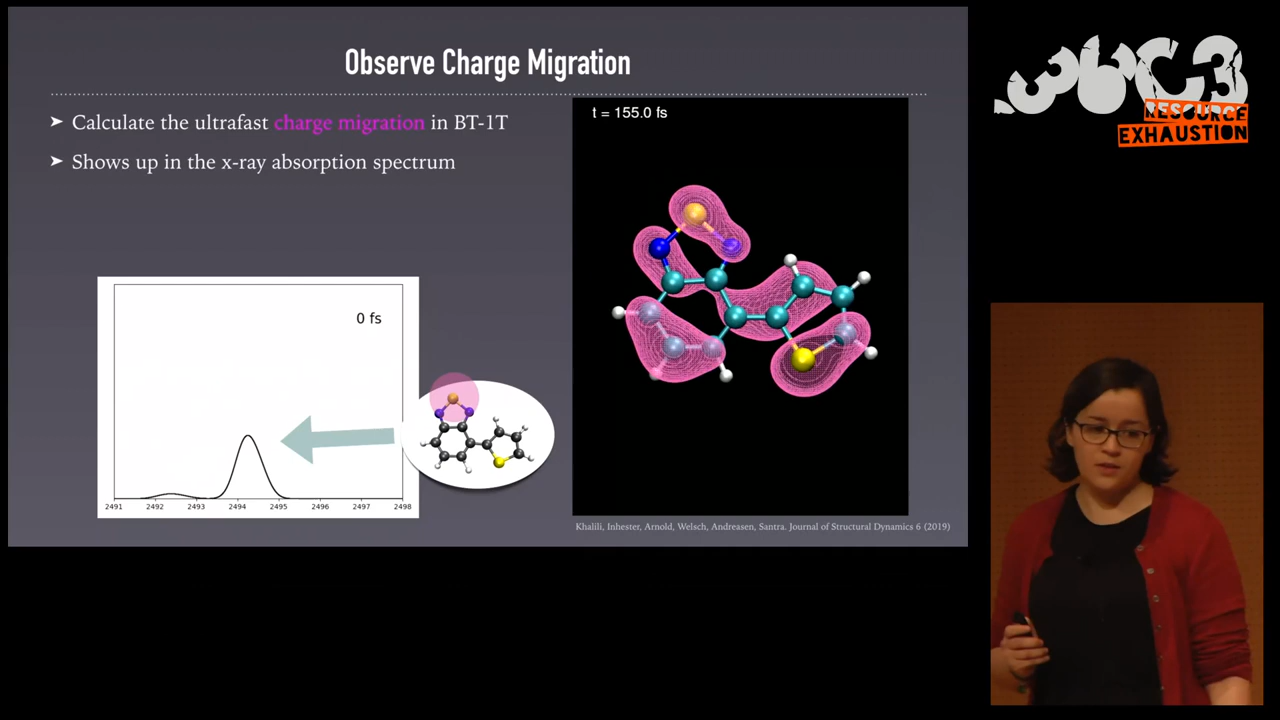 Observe Charge Migration
➤ Calculate the ultrafast charge migration in BT-1T
➤ Shows up in the x-ray absorption spectrum
t = 155.0 fs
0 fs
2491 2492 2493 2494 2495 2496 2497 2498
Khalili, Inhester, Arnold, Welsch, Andreasen, Santra. Journal of Structural Dynamics 6 (2019)
36C3
RESOURCE
EXHAUSTION